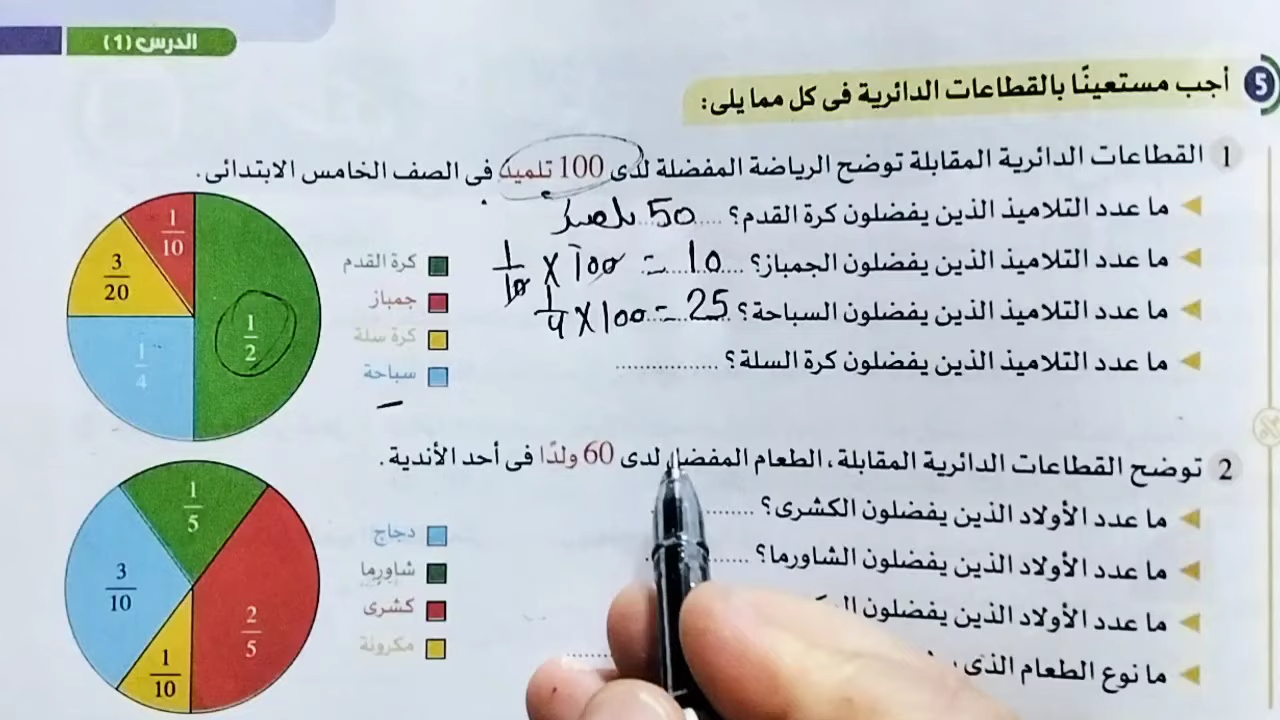 الدرس (1)
5 أجب مستعينًا بالقطاعات الدائرية فى كل مما يلى:
1 القطاعات الدائرية المقابلة توضح الرياضة المفضلة لدى 100 تلميذ فى الصف الخامس الابتدائى.
ما عدد التلاميذ الذين يفضلون كرة القدم؟ 50 تلميذ
ما عدد التلاميذ الذين يفضلون الجمباز؟ 1/10 × 100 = 10
ما عدد التلاميذ الذين يفضلون السباحة؟ 1/4 × 100 = 25
ما عدد التلاميذ الذين يفضلون كرة السلة؟ ..................
كرة القدم
جمباز
كرة سلة
سباحة
1/10
3/20
1/2
1/4
2 توضح القطاعات الدائرية المقابلة، الطعام المفضل لدى 60 ولدًا فى أحد الأندية.
ما عدد الأولاد الذين يفضلون الكشرى؟ ........
ما عدد الأولاد الذين يفضلون الشاورما؟ ........
ما عدد الأولاد الذين يفضلون
ما نوع الطعام الذى
دجاج
شاورما
كشرى
مكرونة
1/5
3/10
2/5
1/10